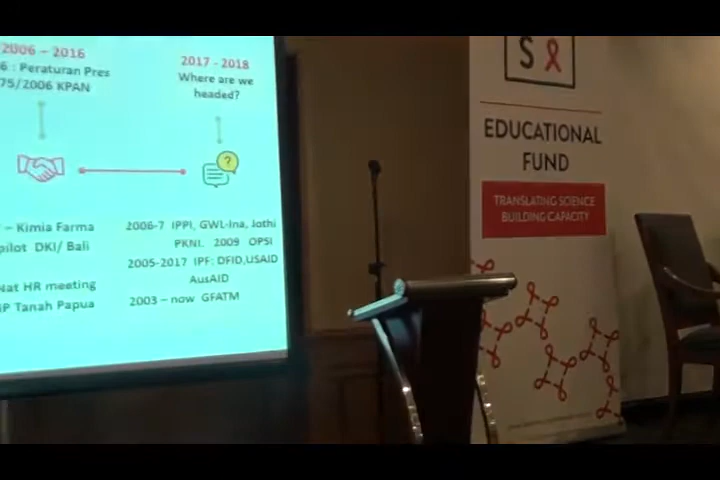 2006 – 2016
6 : Peraturan Pres
75/2006 KPAN
2017 - 2018
Where are we
headed?
?
– Kimia Farma
pilot DKI/ Bali
Nat HR meeting
Tanah Papua
2006-7 IPPI, GWL-Ina, Jothi
PKNI. 2009 OPSI
2005-2017 IPF: DFID,USAID
AusAID
2003 – now GFATM
S
EDUCATIONAL
FUND
TRANSLATING SCIENCE
BUILDING CAPACITY